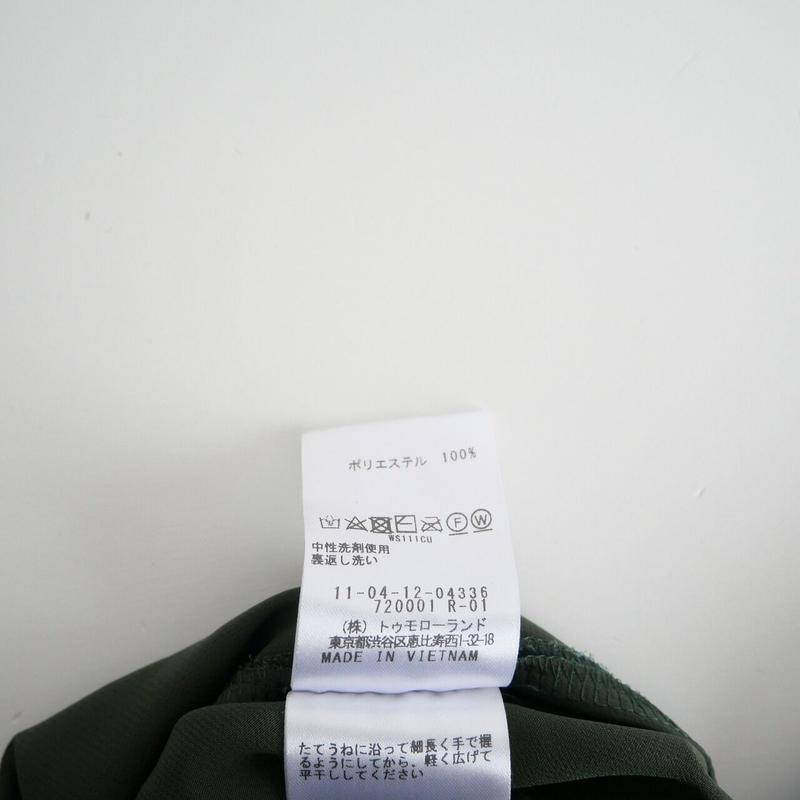 ポリエステル 100%
F W
WS111CU
中性洗剤使用
裏返し洗い
11-04-12-04336
720001 R-01
(株) トゥモローランド
東京都渋谷区恵比寿西1-32-18
MADE IN VIETNAM
たてうねに沿って細長く手で握
るようにしてから、軽く広げて
平干ししてください